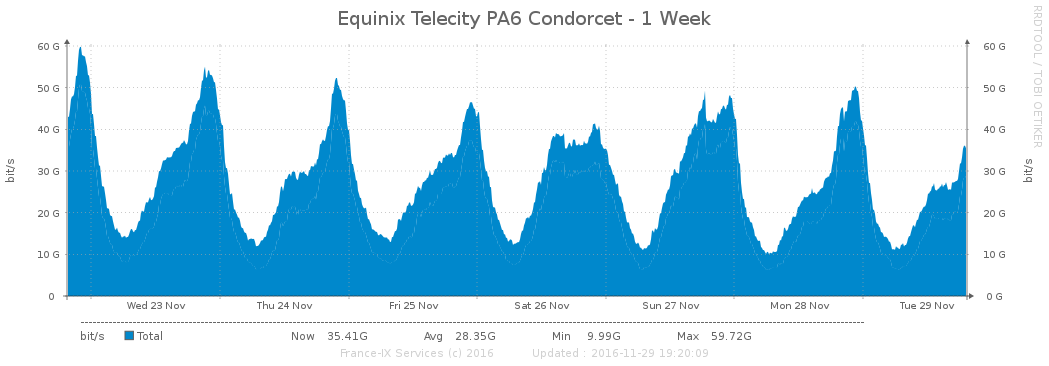 Equinix Telecity PA6 Condorcet - 1 Week
RRDTOOL / TOBI OETIKER
60 G 60 G
50 G 50 G
40 G 40 G
30 G 30 G
20 G 20 G
10 G 10 G
0 0 G
bit/s bit/s
Wed 23 Nov Thu 24 Nov Fri 25 Nov Sat 26 Nov Sun 27 Nov Mon 28 Nov Tue 29 Nov
bit/s Total Now 35.41G Avg 28.35G Min 9.99G Max 59.72G
France-IX Services (c) 2016 Updated : 2016-11-29 19:20:09